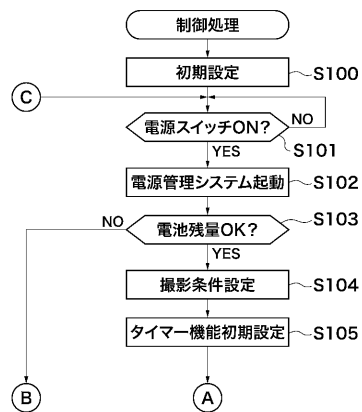 制御処理
初期設定
S100
C
電源スイッチON?
NO
S101
YES
電源管理システム起動
S102
NO
電池残量OK?
S103
YES
撮影条件設定
S104
タイマー機能初期設定
S105
B
A